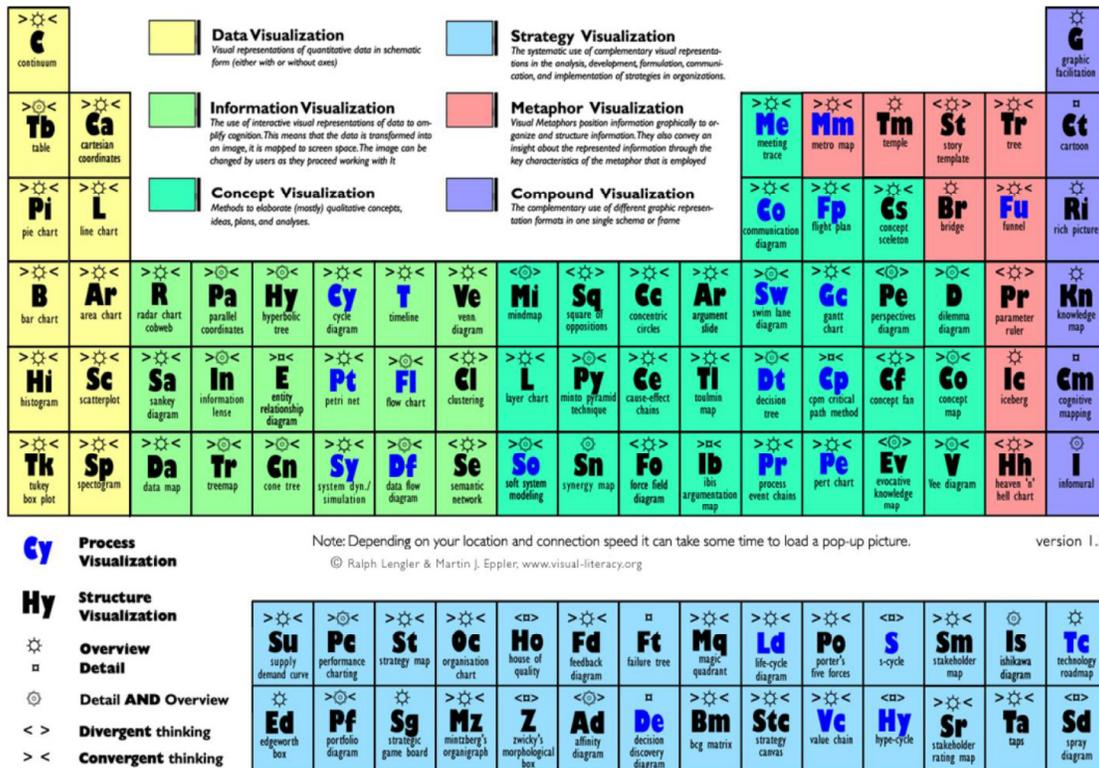 >☼<
C
continuum
Data Visualization
Visual representations of quantitative data in schematic
form (either with or without axes)
Strategy Visualization
The systematic use of complementary visual representa-
tions in the analysis, development, formulation, communi-
cation, and implementation of strategies in organizations.
G
graphic
facilitation
Tb
table
Ca
cartesian
coordinates
Information Visualization
The use of interactive visual representations of data to am-
plify cognition. This means that the data is transformed into
an image, it is mapped to screen space. The image can be
changed by users as they proceed working with it
Metaphor Visualization
Visual Metaphors position information graphically to or-
ganize and structure information. They also convey an
insight about the represented information through the
key characteristics of the metaphor that is employed
Me
meeting
trace
Mm
metro map
Tm
temple
St
story
template
Tr
tree
Ct
cartoon
Pi
pie chart
L
line chart
Concept Visualization
Methods to elaborate (mostly) qualitative concepts,
ideas, plans, and analyses.
Compound Visualization
The complementary use of different graphic represen-
tation formats in one single schema or frame
Co
communication
diagram
Fp
flight plan
Cs
concept
sceleton
Br
bridge
Fu
funnel
Ri
rich picture
B
bar chart
Ar
area chart
R
radar chart
cobweb
Pa
parallel
coordinates
Hy
hyperbolic
tree
Cy
cycle
diagram
T
timeline
Ve
venn
diagram
Mi
mindmap
Sq
square of
oppositions
Cc
concentric
circles
Ar
argument
slide
Sw
swim lane
diagram
Gc
gantt
chart
Pe
perspectives
diagram
D
dilemma
diagram
Pr
parameter
ruler
Kn
knowledge
map
Hi
histogram
Sc
scatterplot
Sa
sankey
diagram
In
information
lense
E
entity
relationship
diagram
Pt
petri net
Fl
flow chart
Cl
clustering
L
layer chart
Py
minto pyramid
technique
Ce
cause-effect
chains
Tl
toulmin
map
Dt
decision
tree
Cp
cpm critical
path method
Cf
concept fan
Co
concept
map
Ic
iceberg
Cm
cognitive
mapping
Tk
tukey
box plot
Sp
spectogram
Da
data map
Tr
treemap
Cn
cone tree
Sy
system dyn./
simulation
Df
data flow
diagram
Se
semantic
network
So
soft system
modeling
Sn
synergy map
Fo
force field
diagram
Ib
ibis
argumentation
map
Pr
process
event chains
Pe
pert chart
Ev
evocative
knowledge
map
V
Vee diagram
Hh
heaven 'n'
hell chart
I
infomural
Cy
Process
Visualization
Note: Depending on your location and connection speed it can take some time to load a pop-up picture.
version 1.
© Ralph Lengler & Martin J. Eppler, www.visual-literacy.org
Hy
Structure
Visualization
☼ Overview
¤ Detail
Detail AND Overview
< > Divergent thinking
> < Convergent thinking
Su
supply
demand curve
Pc
performance
charting
St
strategy map
Oc
organisation
chart
Ho
house of
quality
Fd
feedback
diagram
Ft
failure tree
Mq
magic
quadrant
Ld
life-cycle
diagram
Po
porter's
five forces
S
s-cycle
Sm
stakeholder
map
Is
ishikawa
diagram
Tc
technology
roadmap
Ed
edgeworth
box
Pf
portfolio
diagram
Sg
strategic
game board
Mz
mintzberg's
organigraph
Z
zwicky's
morphological
box
Ad
affinity
diagram
De
decision
discovery
diagram
Bm
bcg matrix
Stc
strategy
canvas
Vc
value chain
Hy
hype-cycle
Sr
stakeholder
rating map
Ta
taps
Sd
spray
diagram